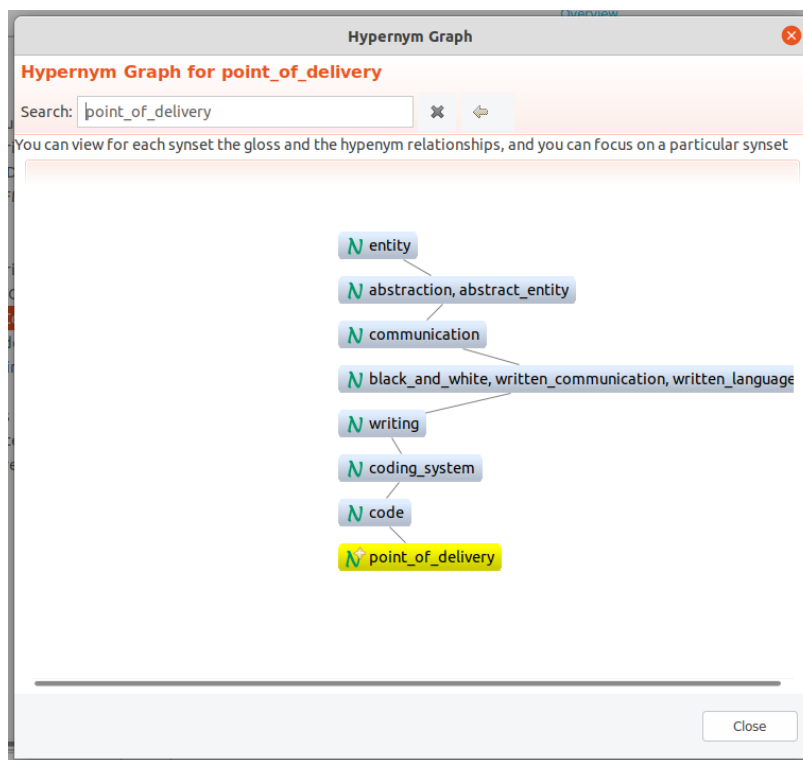 Overview
Hypernym Graph
Hypernym Graph for point_of_delivery
Search: point_of_delivery
You can view for each synset the gloss and the hypenym relationships, and you can focus on a particular synset
entity
abstraction, abstract_entity
communication
black_and_white, written_communication, written_language
writing
coding_system
code
point_of_delivery
Close